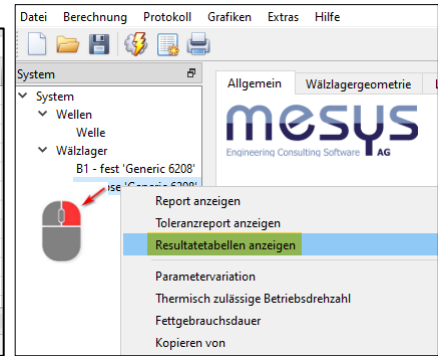 Datei Berechnung Protokoll Grafiken Extras Hilfe
System
System
Wellen
Welle
Wälzlager
B1 - fest 'Generic 6208'
Allgemein Wälzlagergeometrie
mesys
Engineering Consulting Software AG
Report anzeigen
Toleranzreport anzeigen
Resultatetabellen anzeigen
Parametervariation
Thermisch zulässige Betriebsdrehzahl
Fettgebrauchsdauer
Kopieren von